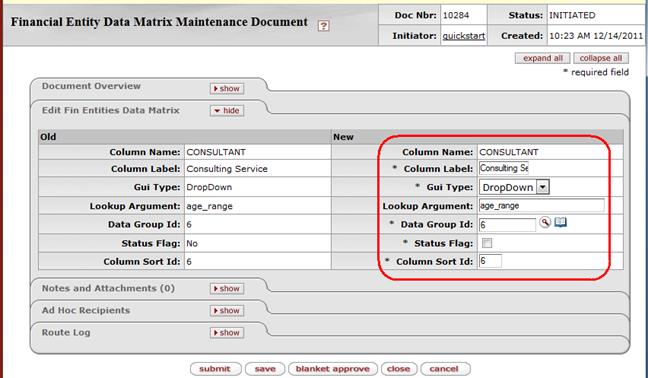 Financial Entity Data Matrix Maintenance Document ?
Doc Nbr: 10284 Status: INITIATED
Initiator: quickstart Created: 10:23 AM 12/14/2011
expand all collapse all
* required field
Document Overview show
Edit Fin Entities Data Matrix hide
Old New
Column Name: CONSULTANT Column Name: CONSULTANT
Column Label: Consulting Service * Column Label: Consulting Se
Gui Type: DropDown * Gui Type: DropDown
Lookup Argument: age_range Lookup Argument: age_range
Data Group Id: 6 * Data Group Id: 6
Status Flag: No * Status Flag:
Column Sort Id: 6 * Column Sort Id: 6
Notes and Attachments (0) show
Ad Hoc Recipients show
Route Log show
submit save blanket approve close cancel